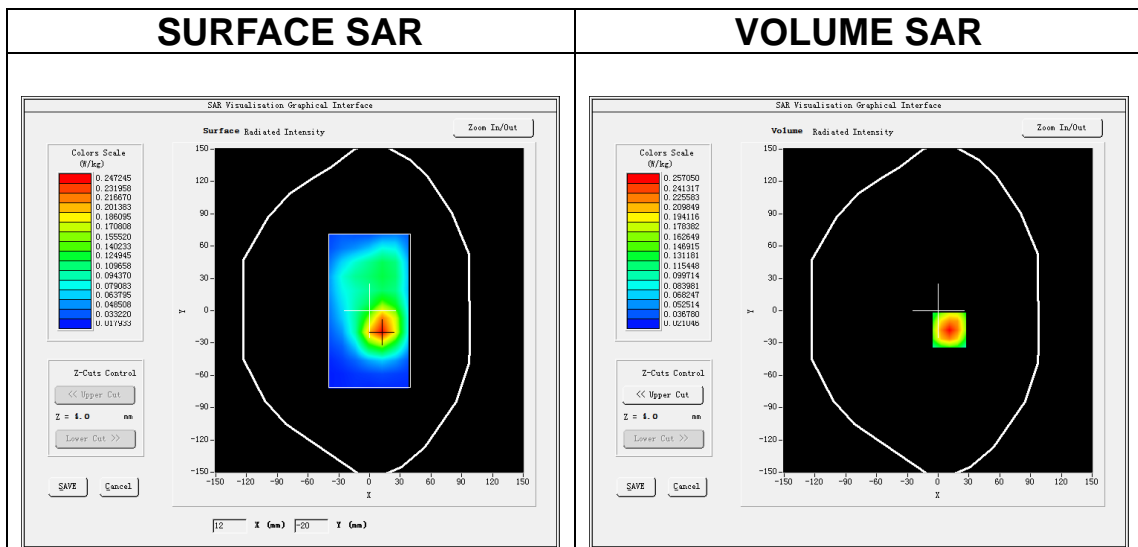 SURFACE SAR
VOLUME SAR
SAR Visualisation Graphical Interface
Surface Radiated Intensity
Zoom In/Out
Colors Scale
(W/kg)
0.247245
0.231958
0.216670
0.201383
0.186095
0.170808
0.155520
0.140233
0.124945
0.109658
0.094370
0.079083
0.063795
0.048508
0.033220
0.017933
150
120
90
60
30
0
-30
-60
-90
-120
-150
Y
-150 -120 -90 -60 -30 0 30 60 90 120 150
X
Z-Cuts Control
<< Upper Cut
Z = 4.0 mm
Lower Cut >>
SAVE Cancel
12 X (mm) -20 Y (mm)
SAR Visualisation Graphical Interface
Volume Radiated Intensity
Zoom In/Out
Colors Scale
(W/kg)
0.257050
0.241317
0.225583
0.209849
0.194116
0.178382
0.162649
0.146915
0.131181
0.115448
0.099714
0.083981
0.068247
0.052514
0.036780
0.021046
150
120
90
60
30
0
-30
-60
-90
-120
-150
Y
-150 -120 -90 -60 -30 0 30 60 90 120 150
X
Z-Cuts Control
<< Upper Cut
Z = 4.0 mm
Lower Cut >>
SAVE Cancel